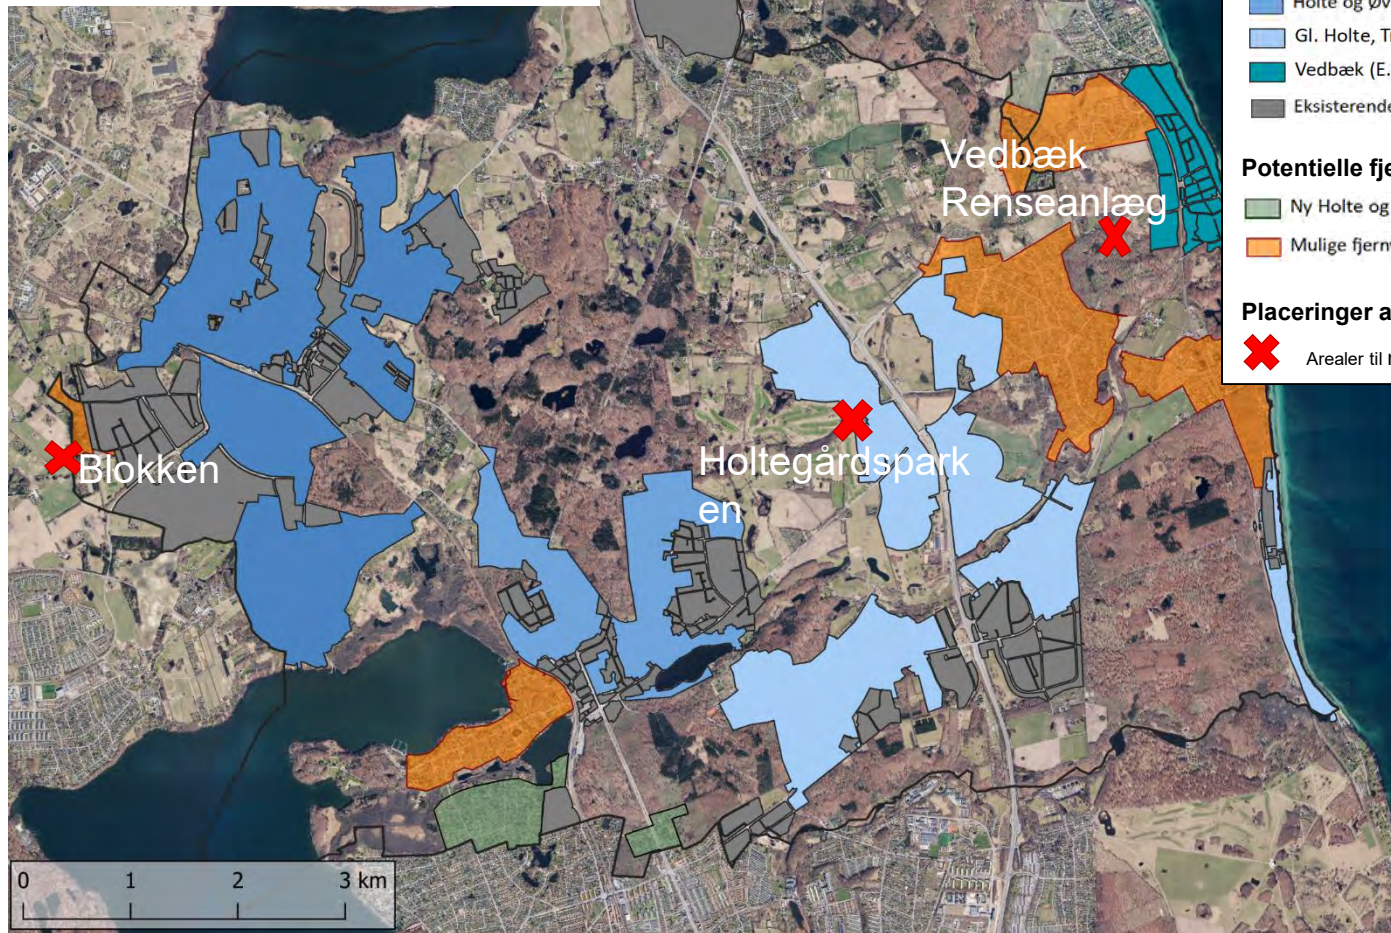 Holte og Øv
Gl. Holte, T
Vedbæk (E.
Eksisterende
Potentielle fje
Ny Holte og
Mulige fjern
Placeringer a
Arealer til
Vedbæk
Renseanlæg
Blokken
Holtegårdspark
en
0 1 2 3 km